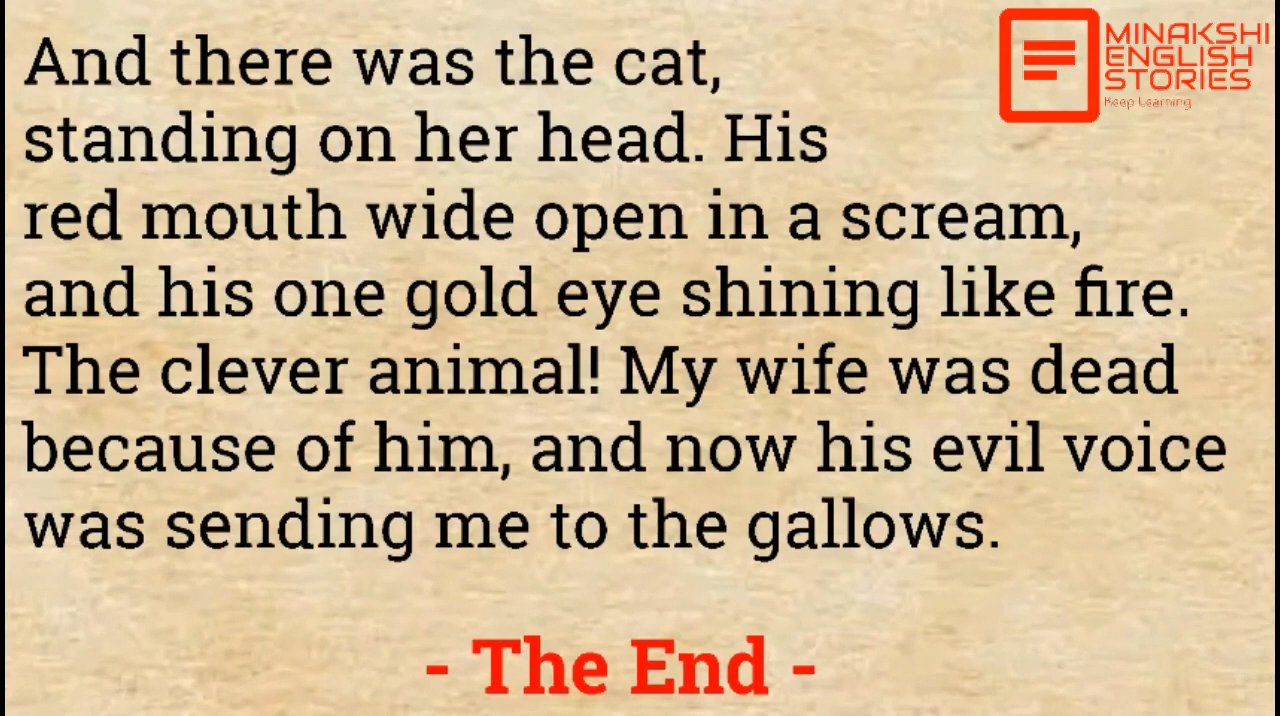 And there was the cat,
standing on her head. His
red mouth wide open in a scream,
and his one gold eye shining like fire.
The clever animal! My wife was dead
because of him, and now his evil voice
was sending me to the gallows.
- The End -
MINAKSHI
ENGLISH
STORIES
Keep Learning